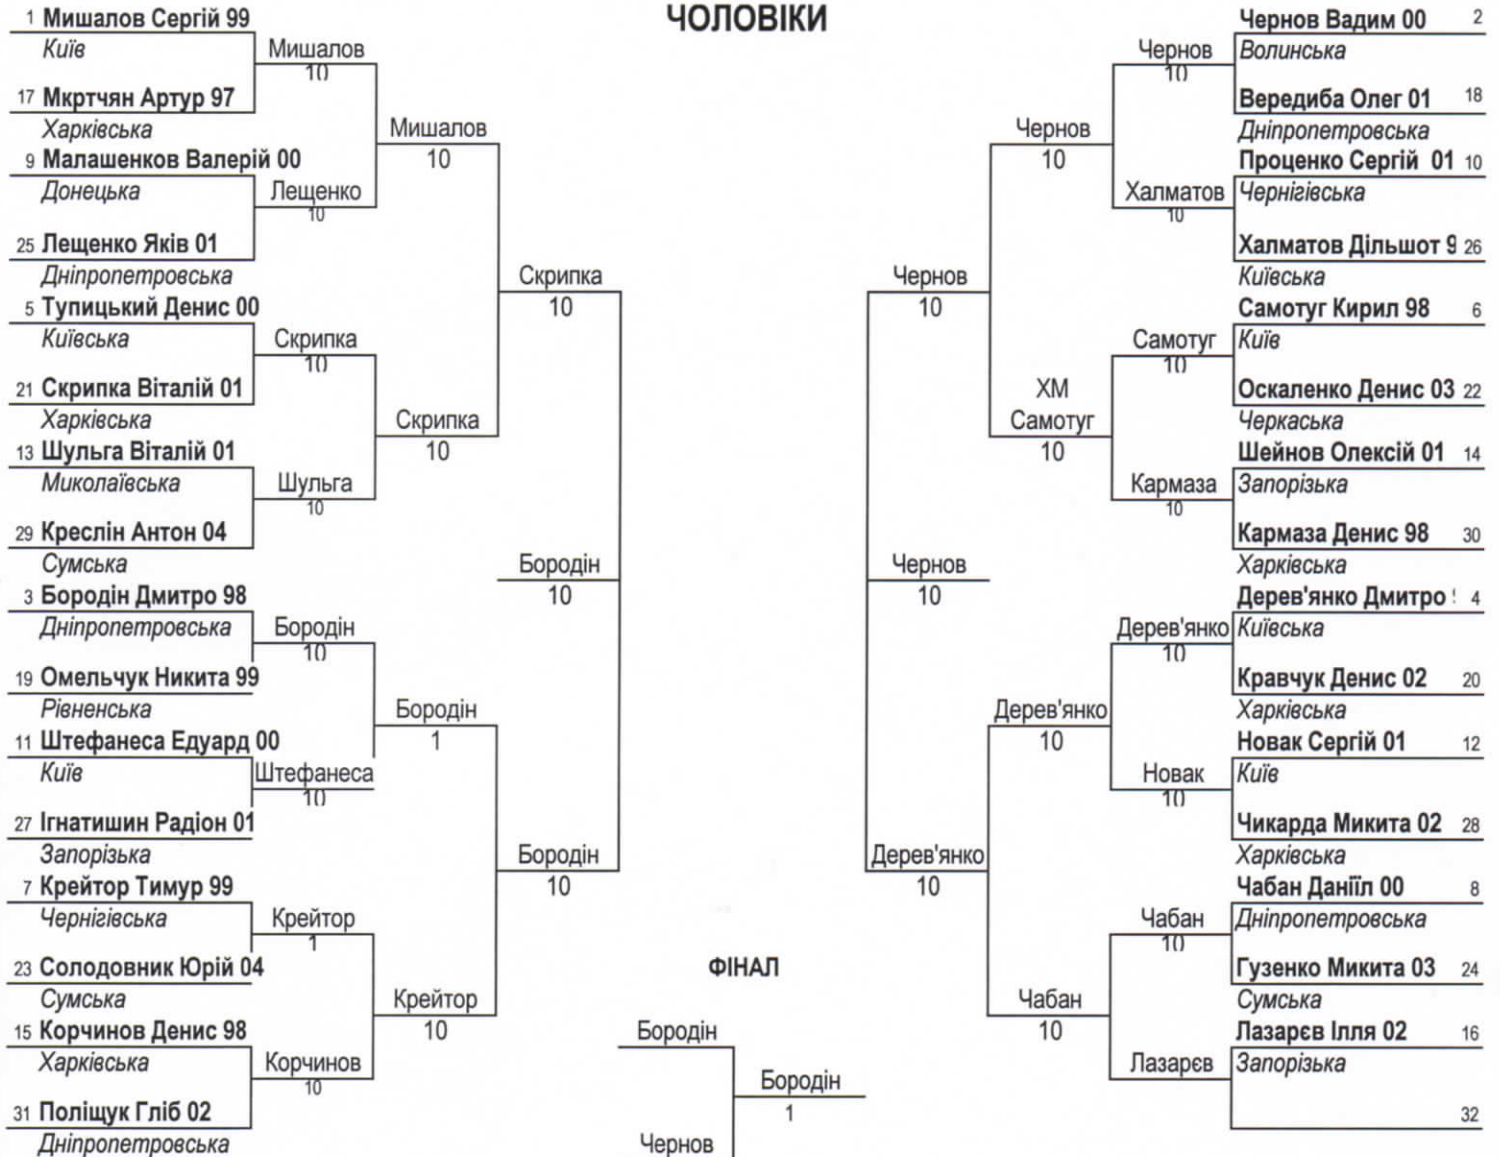 ЧОЛОВІКИ
1 Мишалов Сергій 99
Київ
17 Мкртчян Артур 97
Харківська
9 Малашенков Валерій 00
Донецька
25 Лещенко Яків 01
Дніпропетровська
5 Тупицький Денис 00
Київська
21 Скрипка Віталій 01
Харківська
13 Шульга Віталій 01
Миколаївська
29 Креслін Антон 04
Сумська
3 Бородін Дмитро 98
Дніпропетровська
19 Омельчук Никита 99
Рівненська
11 Штефанеса Едуард 00
Київ
27 Ігнатишин Радіон 01
Запорізька
7 Крейтор Тимур 99
Чернігівська
23 Солодовник Юрій 04
Сумська
15 Корчинов Денис 98
Харківська
31 Поліщук Гліб 02
Дніпропетровська
Мишалов
10
Лещенко
10
Скрипка
10
Шульга
10
Бородін
10
Штефанеса
10
Крейтор
1
Корчинов
10
Мишалов
10
Скрипка
10
Бородін
1
Крейтор
10
Скрипка
10
Бородін
10
Бородін
10
ФІНАЛ
Бородін
Чернов
Бородін
1
Чернов
10
Чернов
10
Дерев'янко
10
Чернов
10
ХМ
Самотуг
10
Дерев'янко
10
Чабан
10
Чернов
10
Халматов
10
Самотуг
10
Кармаза
10
Дерев'янко
10
Новак
10
Чабан
10
Лазарєв
Чернов Вадим 00 2
Волинська
Вередиба Олег 01 18
Дніпропетровська
Проценко Сергій 01 10
Чернігівська
Халматов Дільшот 9 26
Київська
Самотуг Кирил 98 6
Київ
Оскаленко Денис 03 22
Черкаська
Шейнов Олексій 01 14
Запорізька
Кармаза Денис 98 30
Харківська
Дерев'янко Дмитро 4
Київська
Кравчук Денис 02 20
Харківська
Новак Сергій 01 12
Київ
Чикарда Микита 02 28
Харківська
Чабан Данііл 00 8
Дніпропетровська
Гузенко Микита 03 24
Сумська
Лазарєв Ілля 02 16
Запорізька
32